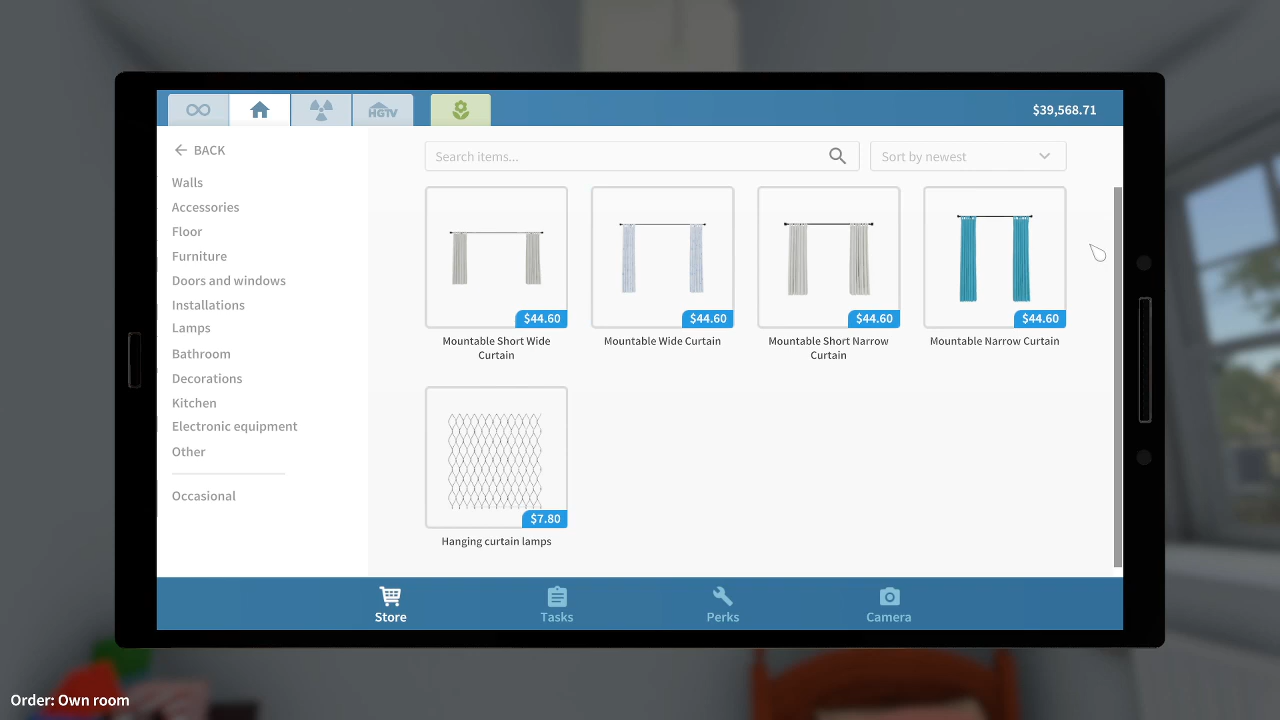 HGTV
$39,568.71
BACK
Search items...
Sort by newest
Walls
Accessories
Floor
Furniture
Doors and windows
Installations
Lamps
Bathroom
Decorations
Kitchen
Electronic equipment
Other
Occasional
$44.60
$44.60
$44.60
$44.60
Mountable Short Wide
Curtain
Mountable Wide Curtain
Mountable Short Narrow
Curtain
Mountable Narrow Curtain
$7.80
Hanging curtain lamps
Store
Tasks
Perks
Camera
Order: Own room